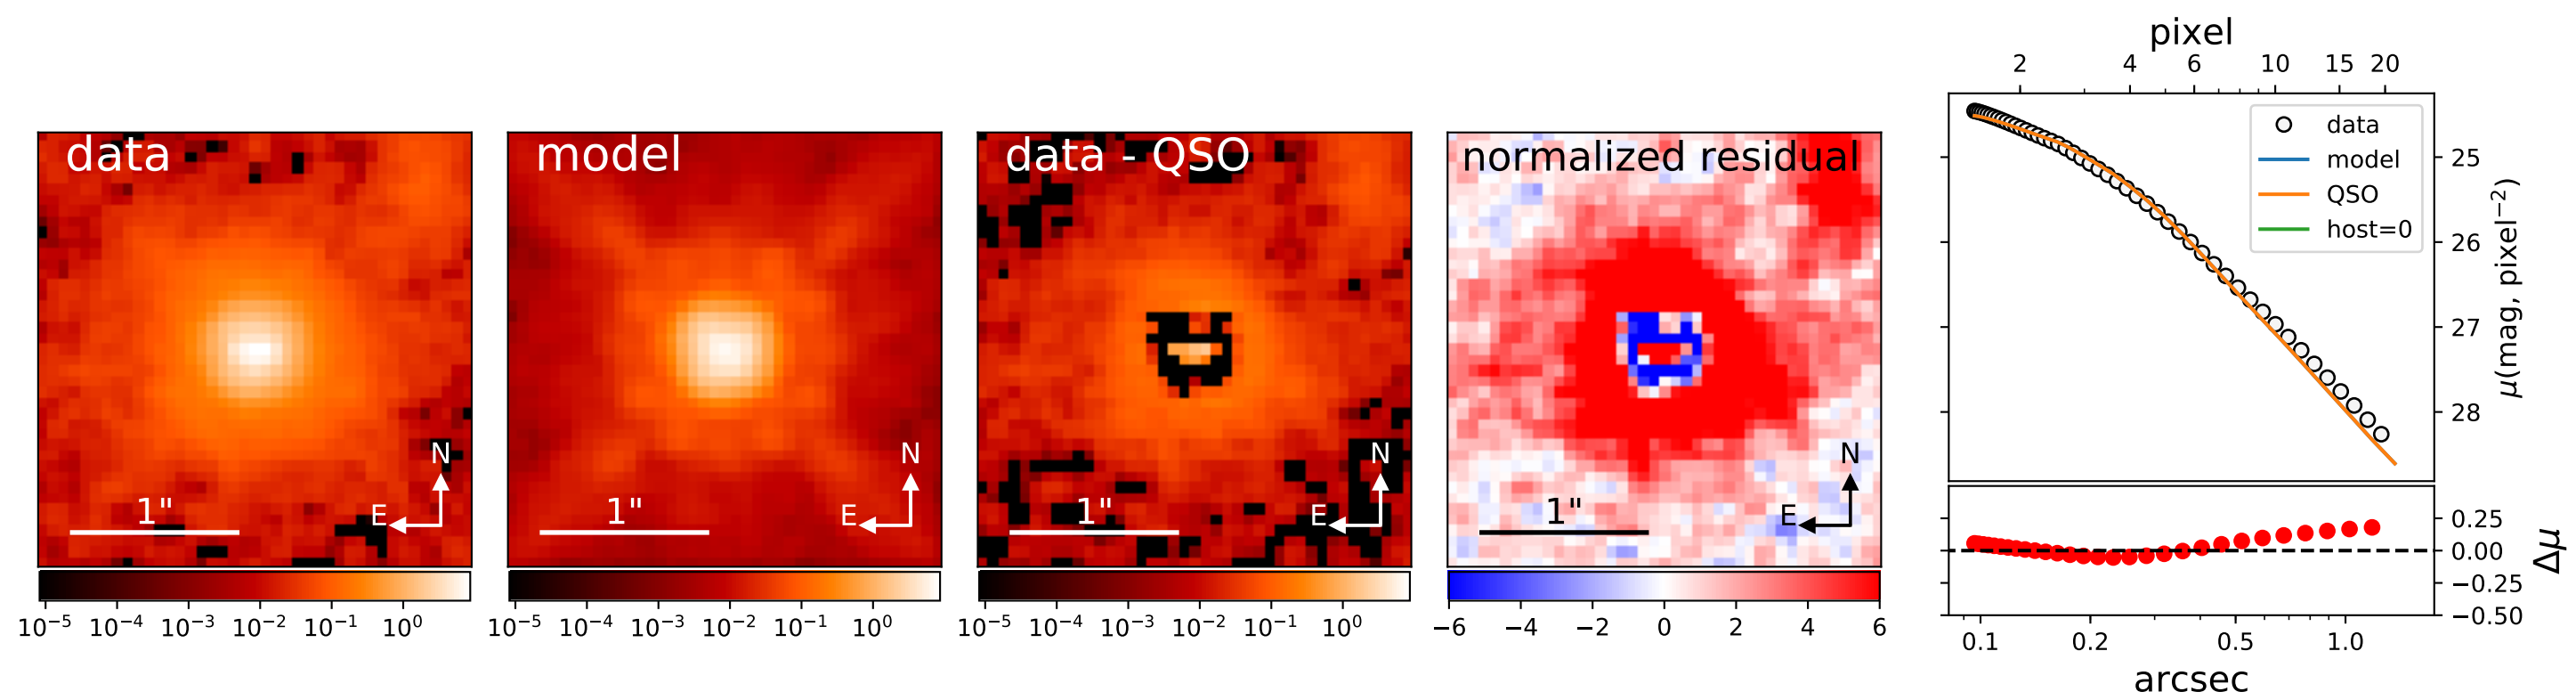 data
N
E
1"
10⁻⁵ 10⁻⁴ 10⁻³ 10⁻² 10⁻¹ 10⁰
model
N
E
1"
10⁻⁵ 10⁻⁴ 10⁻³ 10⁻² 10⁻¹ 10⁰
data - QSO
N
E
1"
10⁻⁵ 10⁻⁴ 10⁻³ 10⁻² 10⁻¹ 10⁰
normalized residual
N
E
1"
−6 −4 −2 0 2 4 6
pixel
2 4 6 10 15 20
data
model
QSO
host=0
25
26
27
28
μ(mag, pixel⁻²)
0.25
0.00
−0.25
−0.50
Δμ
0.1 0.2 0.5 1.0
arcsec